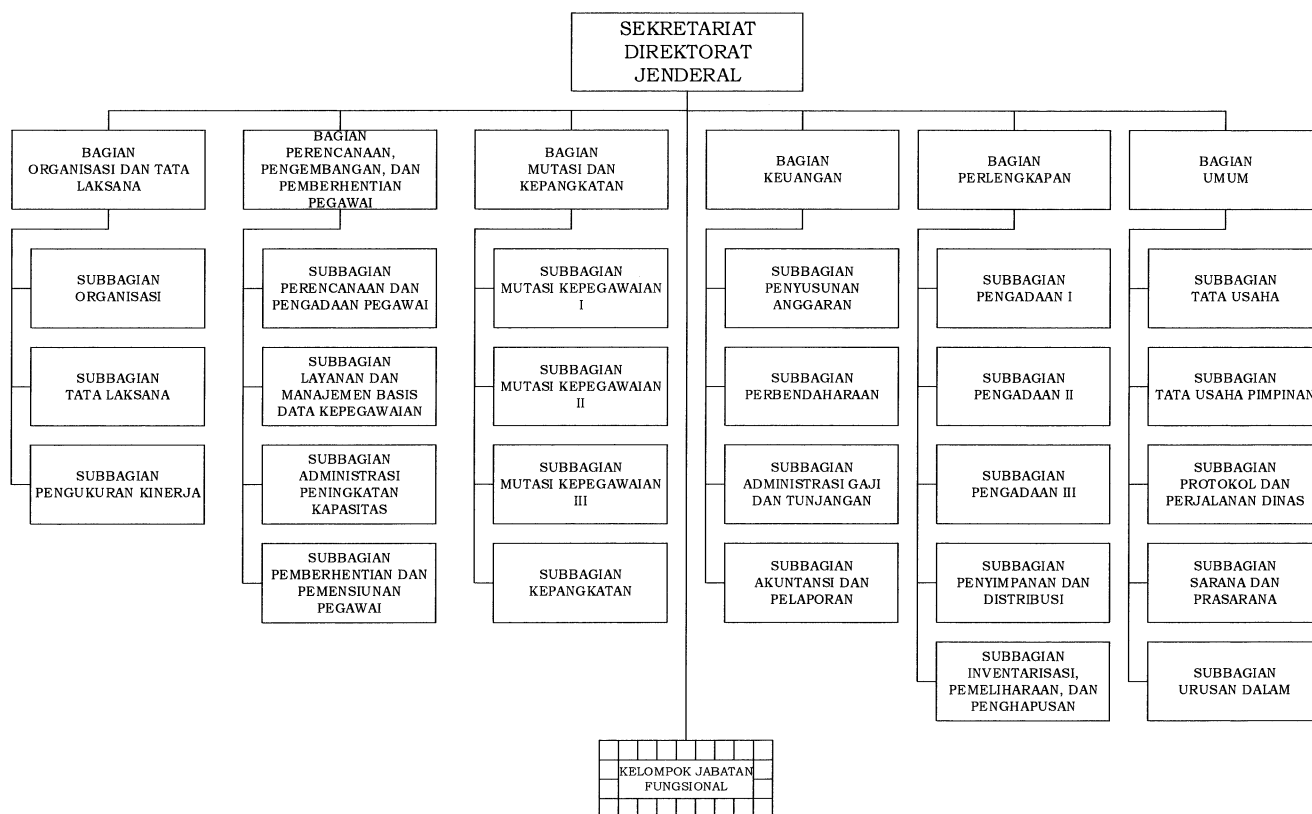 SEKRETARIAT
DIREKTORAT
JENDERAL
BAGIAN
ORGANISASI DAN TATA
LAKSANA
BAGIAN
PERENCANAAN,
PENGEMBANGAN, DAN
PEMBERHENTIAN
PEGAWAI
BAGIAN
MUTASI DAN
KEPANGKATAN
BAGIAN
KEUANGAN
BAGIAN
PERLENGKAPAN
BAGIAN
UMUM
SUBBAGIAN
ORGANISASI
SUBBAGIAN
TATA LAKSANA
SUBBAGIAN
PENGUKURAN KINERJA
SUBBAGIAN
PERENCANAAN DAN
PENGADAAN PEGAWAI
SUBBAGIAN
LAYANAN DAN
MANAJEMEN BASIS
DATA KEPEGAWAIAN
SUBBAGIAN
ADMINISTRASI
PENINGKATAN
KAPASITAS
SUBBAGIAN
PEMBERHENTIAN DAN
PEMENSIUNAN
PEGAWAI
SUBBAGIAN
MUTASI KEPEGAWAIAN
I
SUBBAGIAN
MUTASI KEPEGAWAIAN
II
SUBBAGIAN
MUTASI KEPEGAWAIAN
III
SUBBAGIAN
KEPANGKATAN
SUBBAGIAN
PENYUSUNAN
ANGGARAN
SUBBAGIAN
PERBENDAHARAAN
SUBBAGIAN
ADMINISTRASI GAJI
DAN TUNJANGAN
SUBBAGIAN
AKUNTANSI DAN
PELAPORAN
SUBBAGIAN
PENGADAAN I
SUBBAGIAN
PENGADAAN II
SUBBAGIAN
PENGADAAN III
SUBBAGIAN
PENYIMPANAN DAN
DISTRIBUSI
SUBBAGIAN
INVENTARISASI,
PEMELIHARAAN, DAN
PENGHAPUSAN
SUBBAGIAN
TATA USAHA
SUBBAGIAN
TATA USAHA PIMPINAN
SUBBAGIAN
PROTOKOL DAN
PERJALANAN DINAS
SUBBAGIAN
SARANA DAN
PRASARANA
SUBBAGIAN
URUSAN DALAM
KELOMPOK JABATAN
FUNGSIONAL